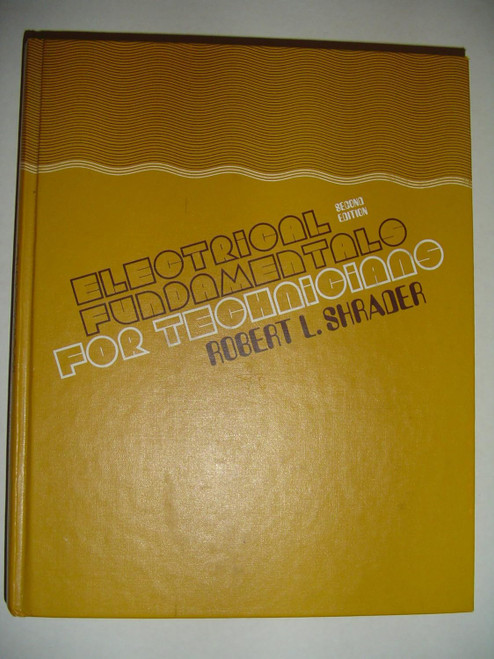 ELECTRICAL
SECOND
EDITION
FUNDAMENTALS
FOR TECHNICIANS
ROBERT L. SHRADER